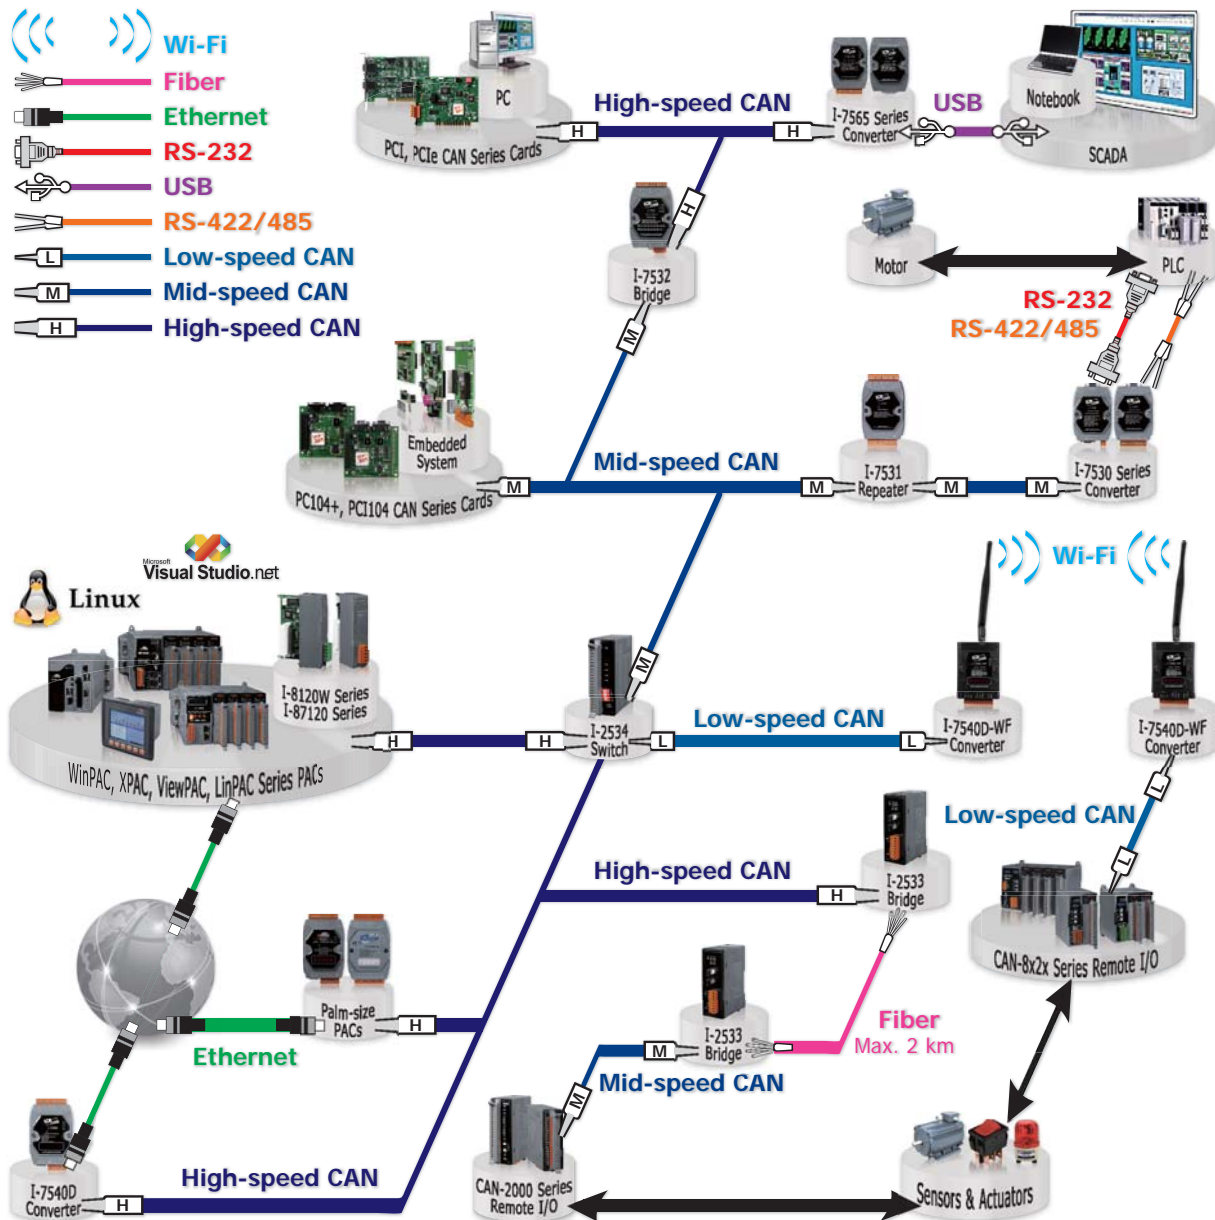 Wi-Fi
Fiber
Ethernet
RS-232
USB
RS-422/485
L
Low-speed CAN
M
Mid-speed CAN
H
High-speed CAN
PC
PCI, PCIe CAN Series Cards
H
High-speed CAN
H
I-7565 Series
Converter
USB
Notebook
SCADA
H
I-7532
Bridge
M
Motor
PLC
RS-232
RS-422/485
Embedded
System
PC104+, PCI104 CAN Series Cards
M
Mid-speed CAN
M
I-7531
Repeater
M
M
I-7530 Series
Converter
Microsoft
Visual Studio.net
Linux
I-8120W Series
I-87120 Series
WinPAC, XPAC, ViewPAC, LinPAC Series PACs
H
H
M
I-2534
Switch
L
Low-speed CAN
L
Wi-Fi
I-7540D-WF
Converter
I-7540D-WF
Converter
L
Low-speed CAN
L
CAN-8x2x Series Remote I/O
High-speed CAN
H
I-2533
Bridge
Fiber
Max. 2 km
I-2533
Bridge
M
Mid-speed CAN
M
Palm-size
PACs
H
Ethernet
I-7540D
Converter
H
High-speed CAN
CAN-2000 Series
Remote I/O
Sensors & Actuators